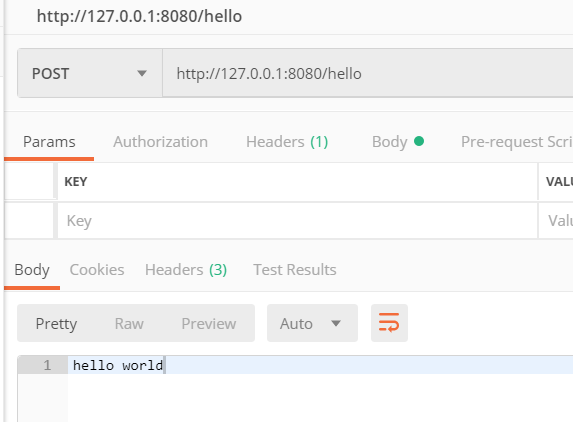 http://127.0.0.1:8080/hello
POST http://127.0.0.1:8080/hello
Params Authorization Headers (1) Body Pre-request Scri
KEY VALU
Key Valu
Body Cookies Headers (3) Test Results
Pretty Raw Preview Auto
1 hello world